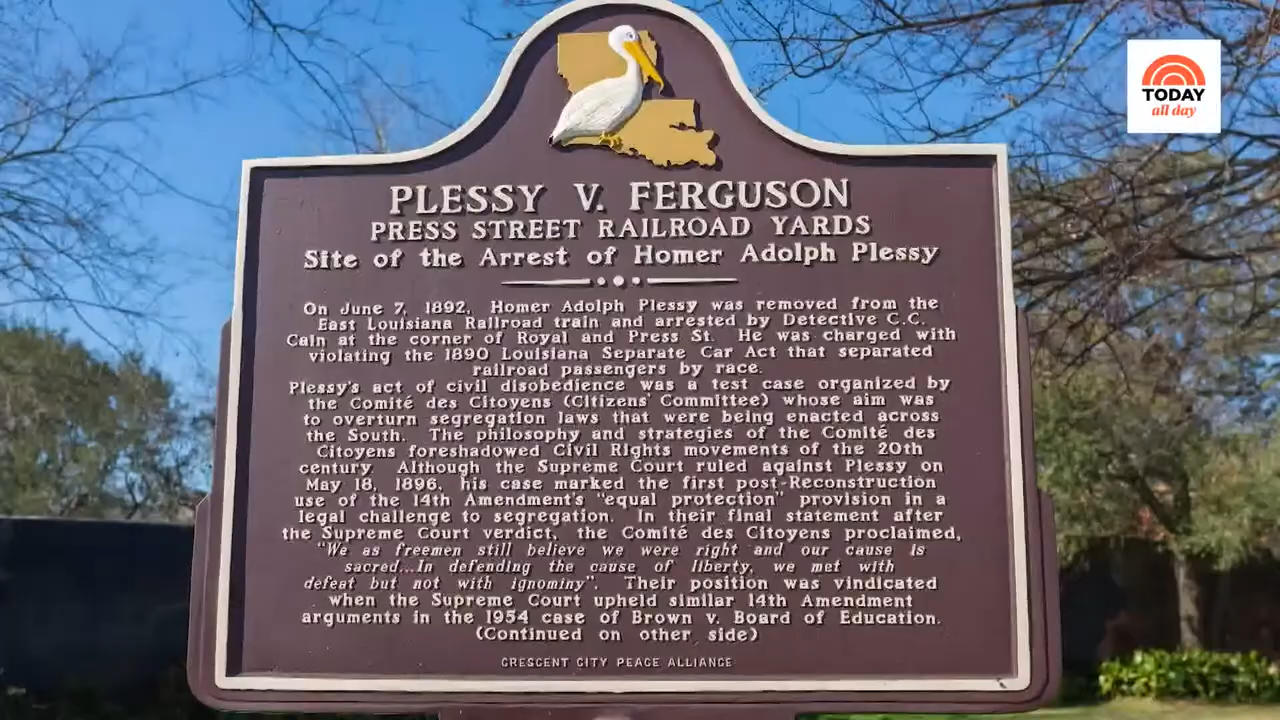 TODAY
all day
PLESSY V. FERGUSON
PRESS STREET RAILROAD YARDS
Site of the Arrest of Homer Adolph Plessy
On June 7, 1892, Homer Adolph Plessy was removed from the
East Louisiana Railroad train and arrested by Detective C.C.
Cain at the corner of Royal and Press St. He was charged with
violating the 1890 Louisiana Separate Car Act that separated
railroad passengers by race.
Plessy's act of civil disobedience was a test case organized by
the Comité des Citoyens (Citizens' Committee) whose aim was
to overturn segregation laws that were being enacted across
the South. The philosophy and strategies of the Comité des
Citoyens foreshadowed Civil Rights movements of the 20th
century. Although the Supreme Court ruled against Plessy on
May 18, 1896, his case marked the first post-Reconstruction
use of the 14th Amendment's "equal protection" provision in a
legal challenge to segregation. In their final statement after
the Supreme Court verdict, the Comité des Citoyens proclaimed,
"We as freemen still believe we were right and our cause is
sacred...In defending the cause of liberty, we met with
defeat but not with ignominy". Their position was vindicated
when the Supreme Court upheld similar 14th Amendment
arguments in the 1954 case of Brown v. Board of Education.
(Continued on other side)
CRESCENT CITY PEACE ALLIANCE